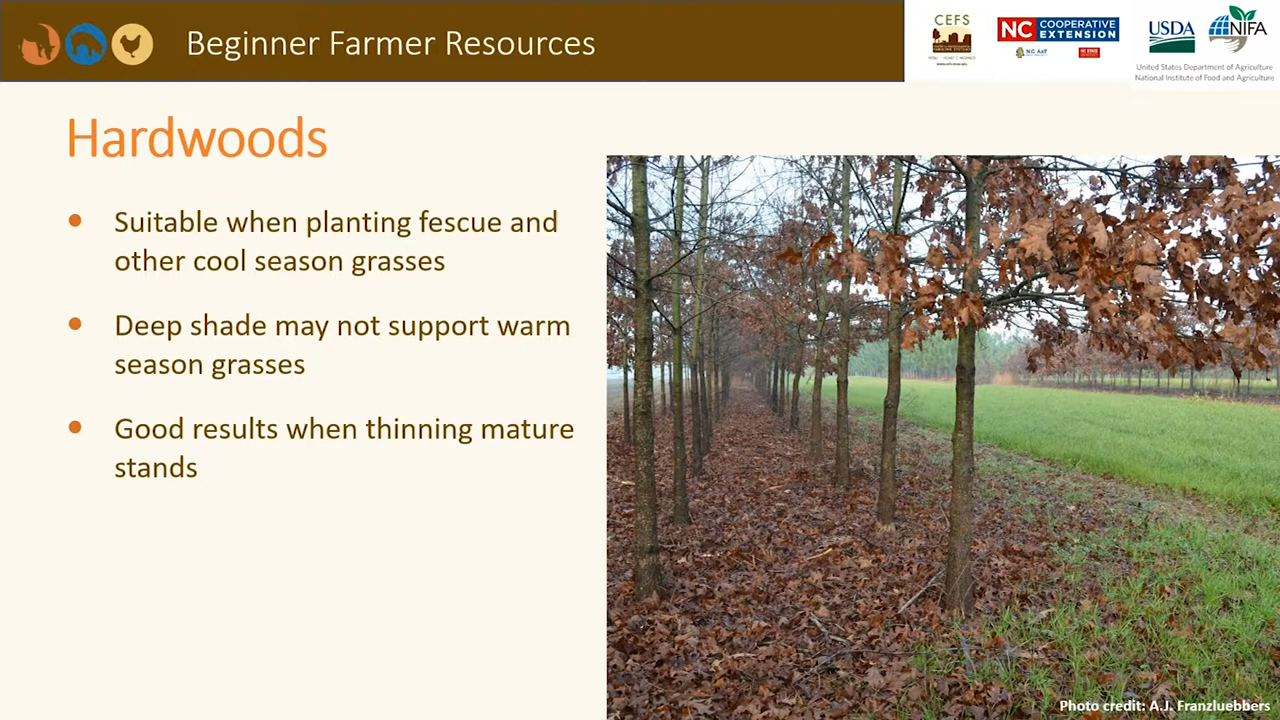 Beginner Farmer Resources
CEFS
NC COOPERATIVE
EXTENSION
USDA
NIFA
United States Department of Agriculture
National Institute of Food and Agriculture
Hardwoods
Suitable when planting fescue and
other cool season grasses
Deep shade may not support warm
season grasses
Good results when thinning mature
stands
Photo credit: A.J. Franzluebbers